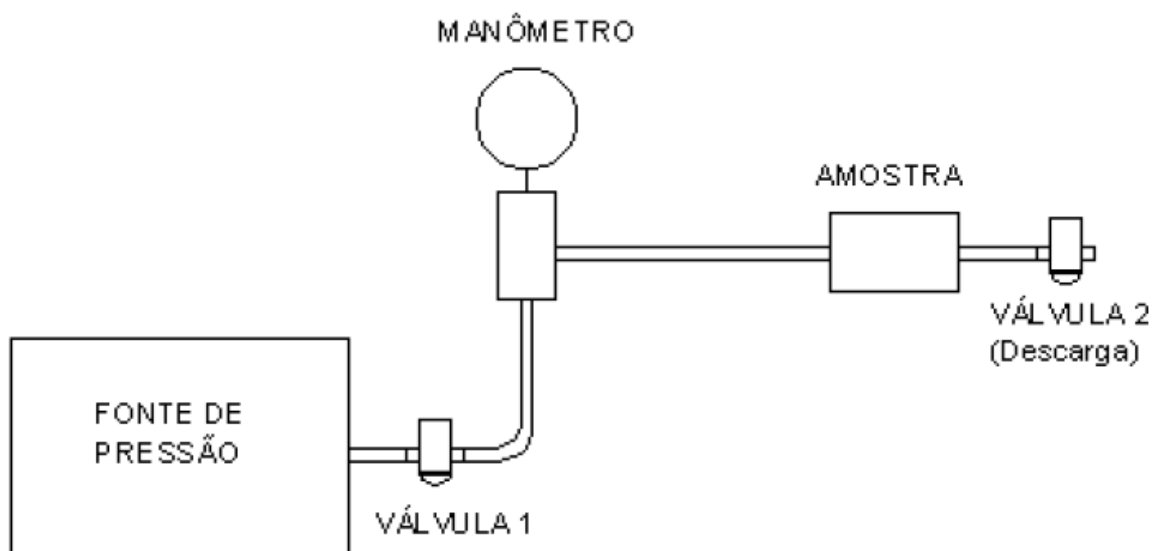 MANÔMETRO
AMOSTRA
VÁLVULA 2
(Descarga)
FONTE DE
PRESSÃO
VÁLVULA 1